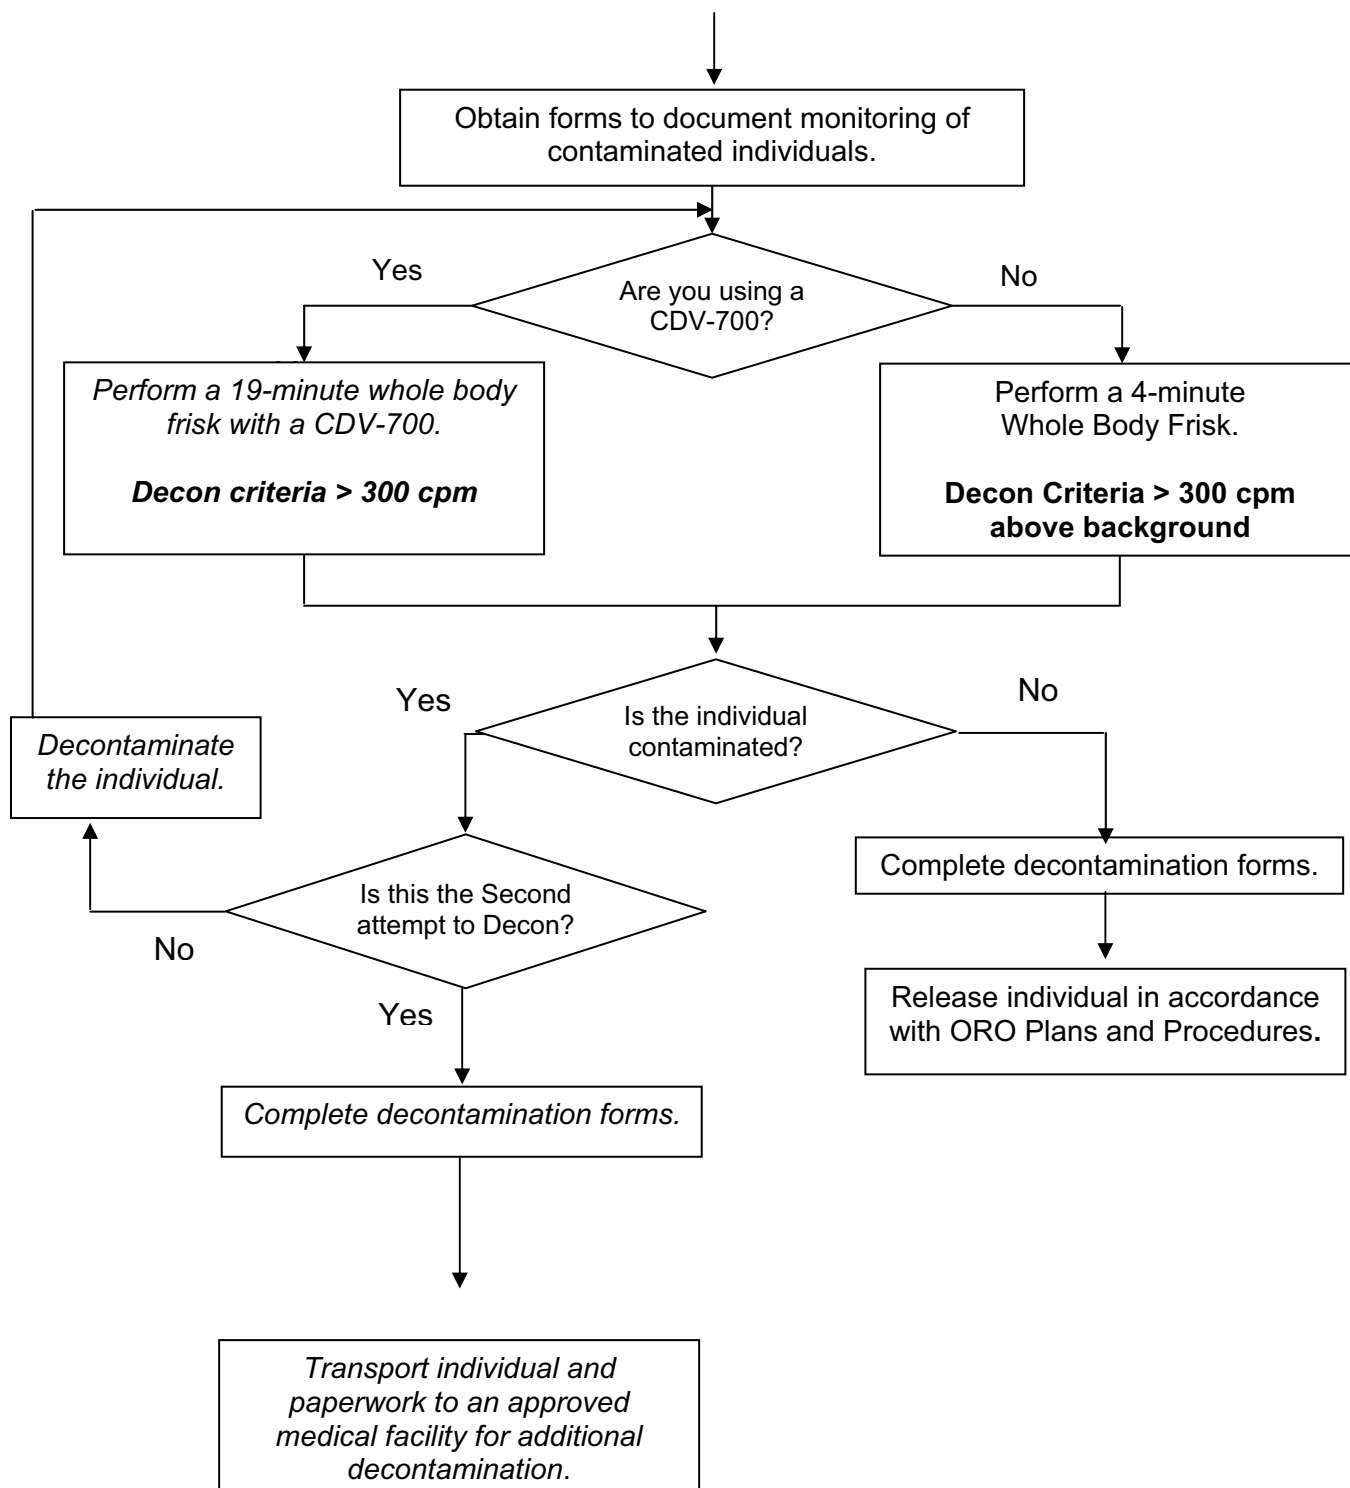 Obtain forms to document monitoring of
contaminated individuals.
Yes
No
Are you using a
CDV-700?
Perform a 19-minute whole body
frisk with a CDV-700.
Decon criteria > 300 cpm
Perform a 4-minute
Whole Body Frisk.
Decon Criteria > 300 cpm
above background
Yes
No
Is the individual
contaminated?
Decontaminate
the individual.
Is this the Second
attempt to Decon?
No
Yes
Complete decontamination forms.
Release individual in accordance
with ORO Plans and Procedures.
Complete decontamination forms.
Transport individual and
paperwork to an approved
medical facility for additional
decontamination.